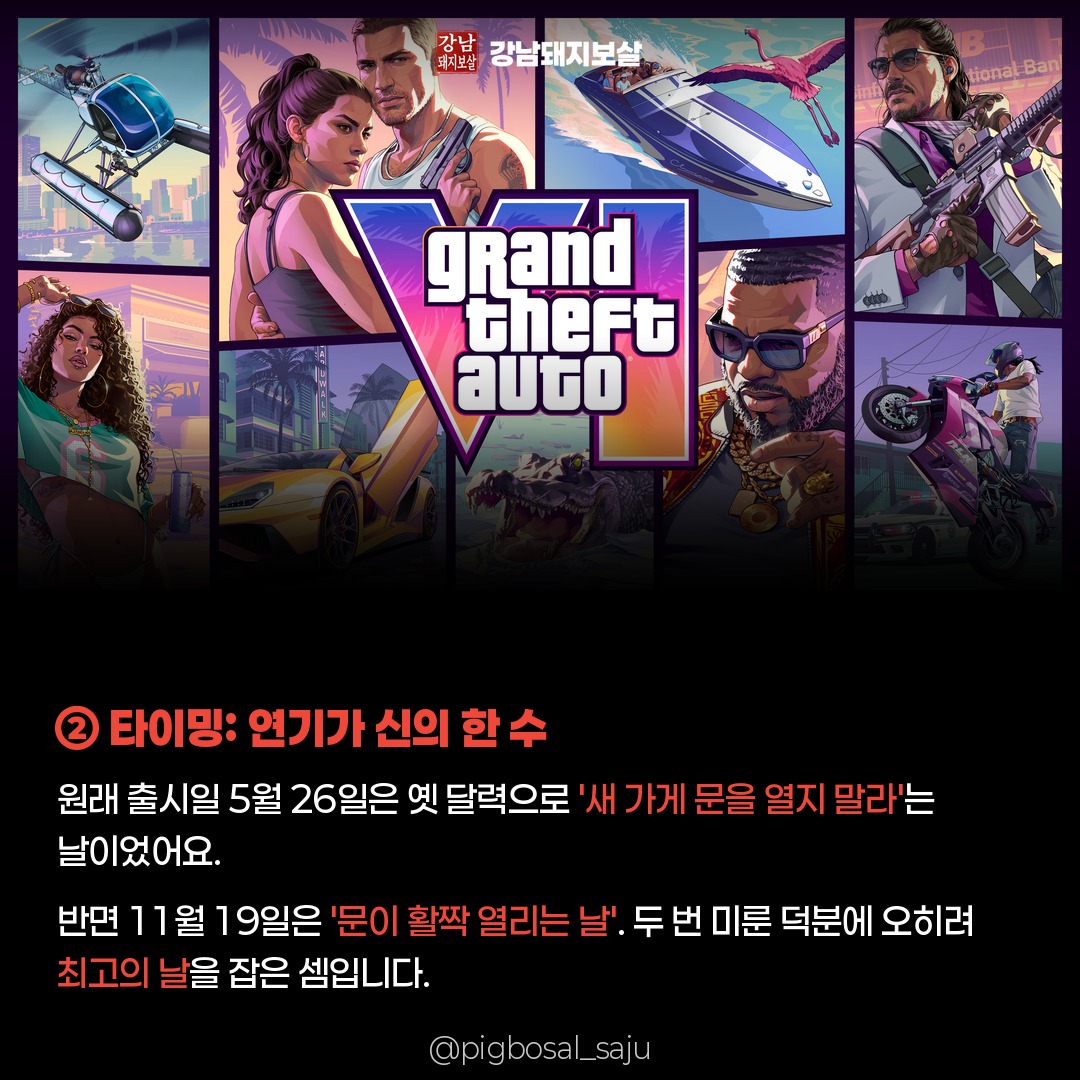 강남
돼지보살
강남돼지보살
VI
grand
theft
auto
② 타이밍: 연기가 신의 한 수
원래 출시일 5월 26일은 옛 달력으로 '새 가게 문을 열지 말라'는
날이었어요.
반면 11월 19일은 '문이 활짝 열리는 날'. 두 번 미룬 덕분에 오히려
최고의 날을 잡은 셈입니다.
@pigbosal_saju